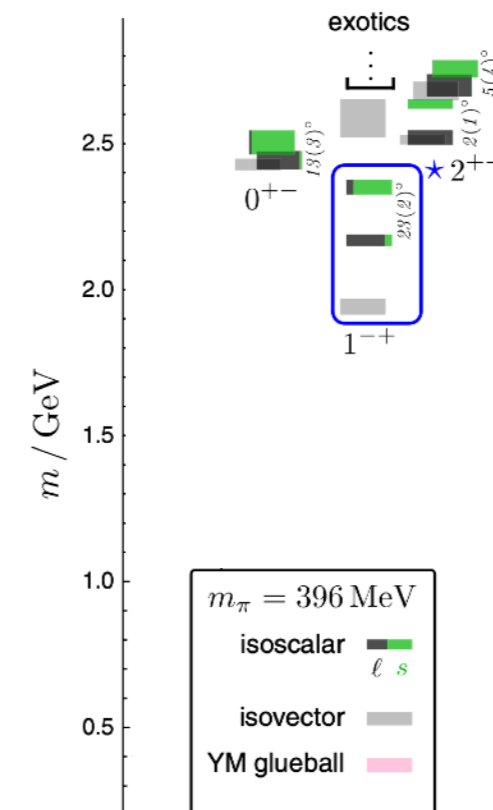 exotics
5(4)°
2(1)°
13(3)°
23(2)°
2.5
0⁺⁻
★ 2⁺⁻
2.0
1⁻⁺
m / GeV
1.5
1.0
mπ = 396 MeV
isoscalar
ℓ s
0.5
isovector
YM glueball